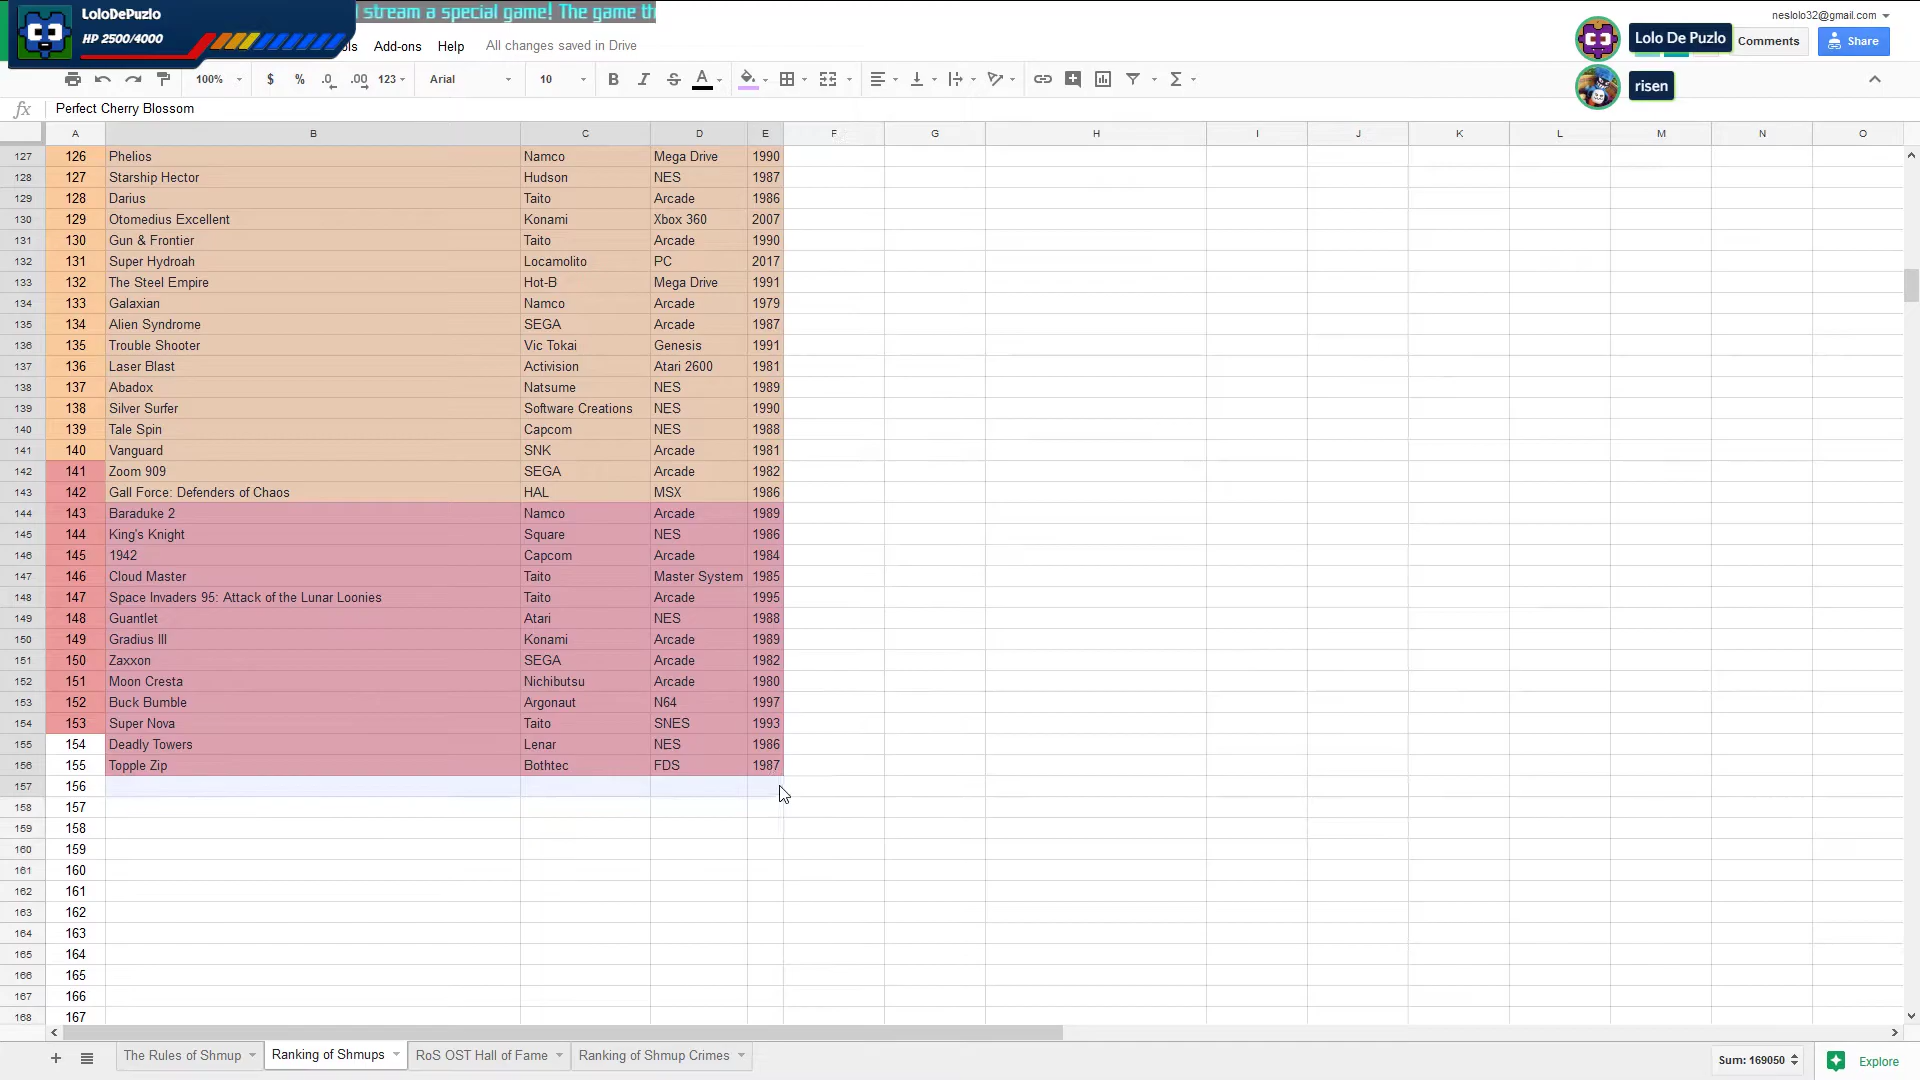 LoloDePuzlo
HP 2500/4000
stream a special game! The game th
Add-ons Help All changes saved in Drive
neslolo32@gmail.com
Lolo De Puzlo
Comments
Share
risen
100% $ % .0 .00 123 Arial 10 B I S A
fx Perfect Cherry Blossom
A B C D E F G H I J K L M N O
127 126 Phelios Namco Mega Drive 1990
128 127 Starship Hector Hudson NES 1987
129 128 Darius Taito Arcade 1986
130 129 Otomedius Excellent Konami Xbox 360 2007
131 130 Gun & Frontier Taito Arcade 1990
132 131 Super Hydroah Locamolito PC 2017
133 132 The Steel Empire Hot-B Mega Drive 1991
134 133 Galaxian Namco Arcade 1979
135 134 Alien Syndrome SEGA Arcade 1987
136 135 Trouble Shooter Vic Tokai Genesis 1991
137 136 Laser Blast Activision Atari 2600 1981
138 137 Abadox Natsume NES 1989
139 138 Silver Surfer Software Creations NES 1990
140 139 Tale Spin Capcom NES 1988
141 140 Vanguard SNK Arcade 1981
142 141 Zoom 909 SEGA Arcade 1982
143 142 Gall Force: Defenders of Chaos HAL MSX 1986
144 143 Baraduke 2 Namco Arcade 1989
145 144 King's Knight Square NES 1986
146 145 1942 Capcom Arcade 1984
147 146 Cloud Master Taito Master System 1985
148 147 Space Invaders 95: Attack of the Lunar Loonies Taito Arcade 1995
149 148 Guantlet Atari NES 1988
150 149 Gradius III Konami Arcade 1989
151 150 Zaxxon SEGA Arcade 1982
152 151 Moon Cresta Nichibutsu Arcade 1980
153 152 Buck Bumble Argonaut N64 1997
154 153 Super Nova Taito SNES 1993
155 154 Deadly Towers Lenar NES 1986
156 155 Topple Zip Bothtec FDS 1987
157 156
158 157
159 158
160 159
161 160
162 161
163 162
164 163
165 164
166 165
167 166
168 167
The Rules of Shmup Ranking of Shmups RoS OST Hall of Fame Ranking of Shmup Crimes
Sum: 169050
Explore